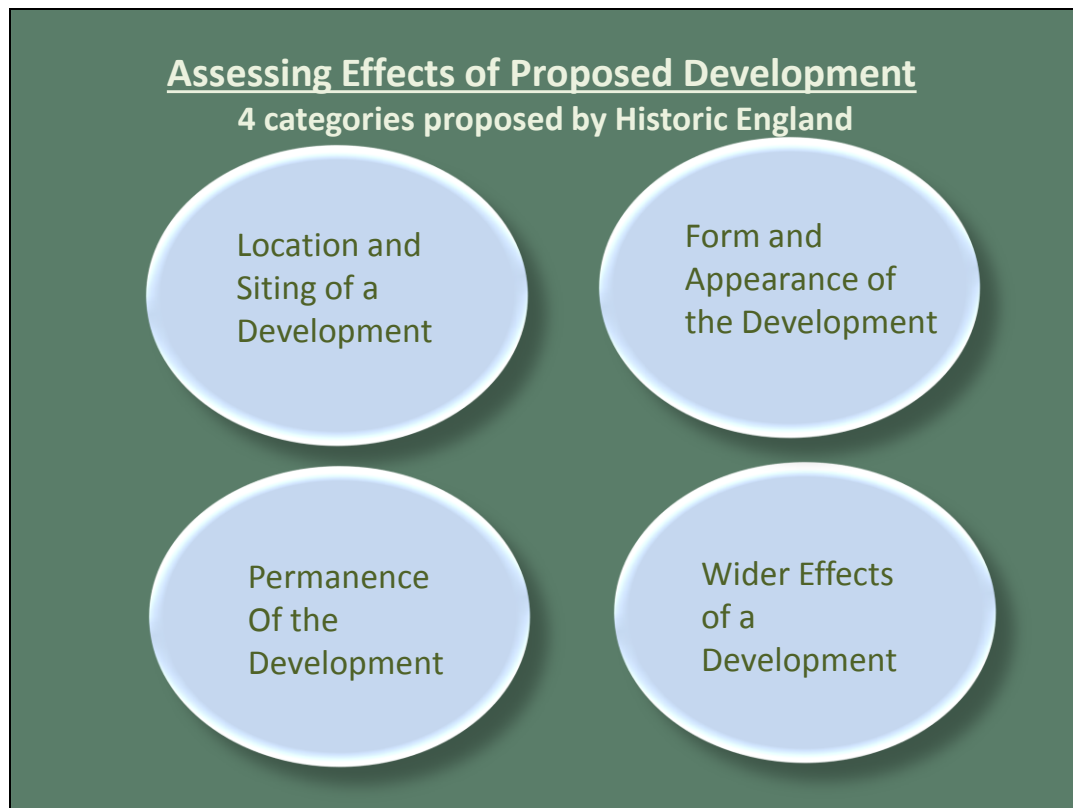 Assessing Effects of Proposed Development
4 categories proposed by Historic England
Location and
Siting of a
Development
Form and
Appearance of
the Development
Permanence
Of the
Development
Wider Effects
of a
Development